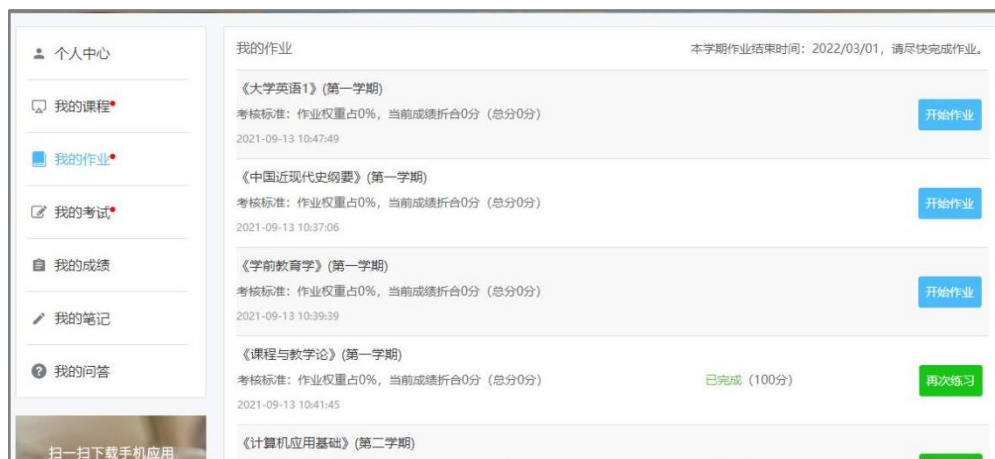 个人中心
我的课程
我的作业
我的考试
我的成绩
我的笔记
我的问答
扫一扫下载手机应用
我的作业
本学期作业结束时间：2022/03/01，请尽快完成作业。
《大学英语1》(第一学期)
考核标准：作业权重占0%，当前成绩折合0分（总分0分）
开始作业
2021-09-13 10:47:49
《中国近现代史纲要》(第一学期)
考核标准：作业权重占0%，当前成绩折合0分（总分0分）
开始作业
2021-09-13 10:37:06
《学前教育学》(第一学期)
考核标准：作业权重占0%，当前成绩折合0分（总分0分）
开始作业
2021-09-13 10:39:39
《课程与教学论》(第一学期)
考核标准：作业权重占0%，当前成绩折合0分（总分0分）
已完成（100分）
再次练习
2021-09-13 10:41:45
《计算机应用基础》(第二学期)